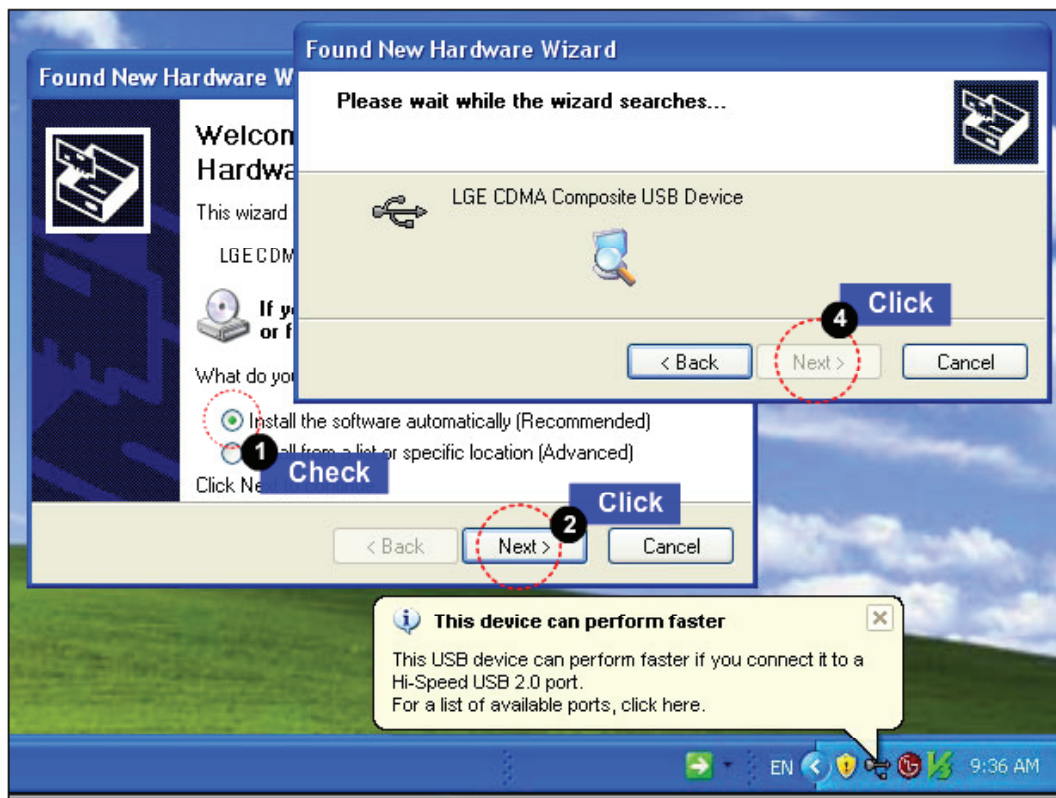 Found New Hardware Wizard
Please wait while the wizard searches...
LGE CDMA Composite USB Device
4
Click
< Back
Next >
Cancel
Found New Hardware W
Welcom
Hardwa
This wizard
LGE CDM
If y
or f
What do you
Install the software automatically (Recommended)
1
all from a list or specific location (Advanced)
Check
Click Ne
2
Click
< Back
Next >
Cancel
This device can perform faster
This USB device can perform faster if you connect it to a
Hi-Speed USB 2.0 port.
For a list of available ports, click here.
EN
9:36 AM